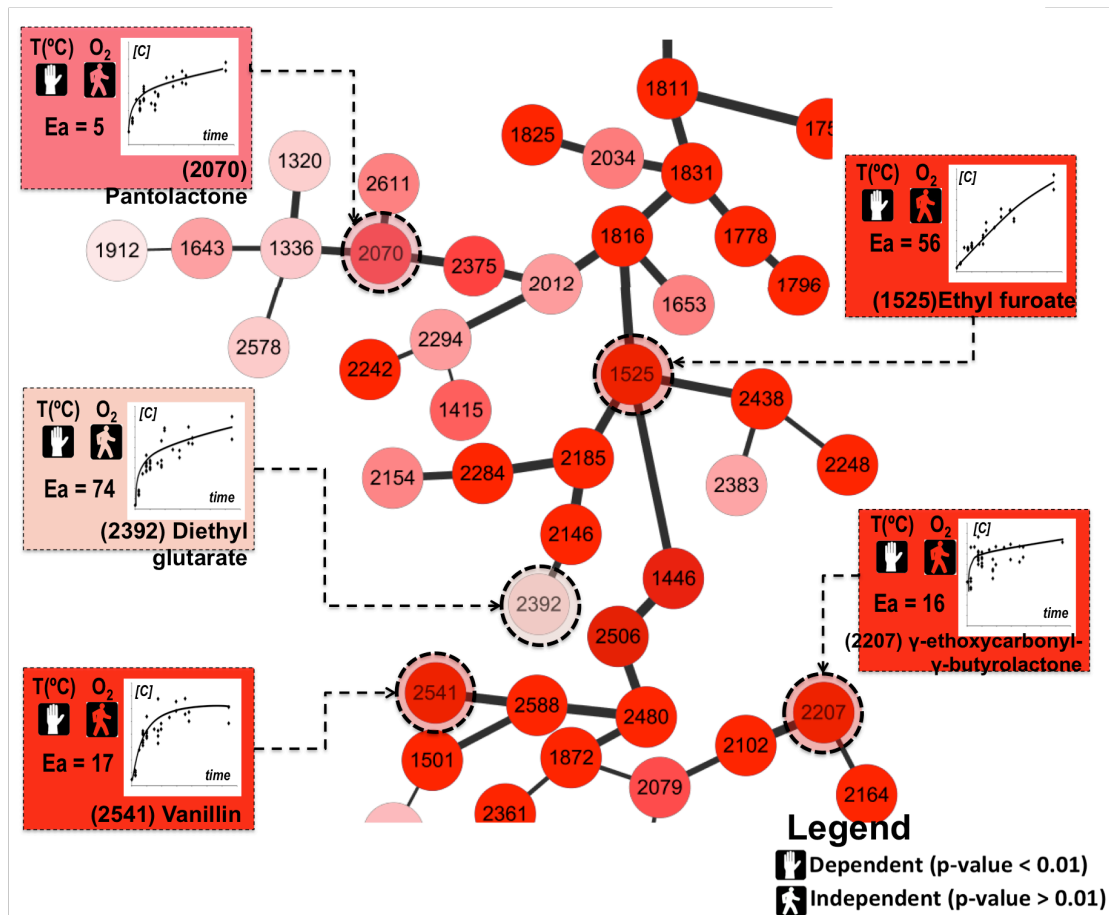 T(ºC) O2
[C]
Ea = 5
time
(2070)
Pantolactone
1811
175
1825
2034
1831
1320
2611
1912
1643
1336
2070
2375
2012
1816
1778
1796
1653
T(ºC) O2
[C]
Ea = 56
time
(1525)Ethyl furoate
2578
2294
2242
1415
1525
2438
2383
2248
T(ºC) O2
[C]
Ea = 74
time
(2392) Diethyl
glutarate
2154
2284
2185
2146
2392
1446
2506
T(ºC) O2
[C]
Ea = 16
time
(2207) γ-ethoxycarbonyl-
γ-butyrolactone
T(ºC) O2
[C]
Ea = 17
time
(2541) Vanillin
2541
2588
2480
1501
1872
2361
2079
2102
2207
2164
Legend
Dependent (p-value < 0.01)
Independent (p-value > 0.01)